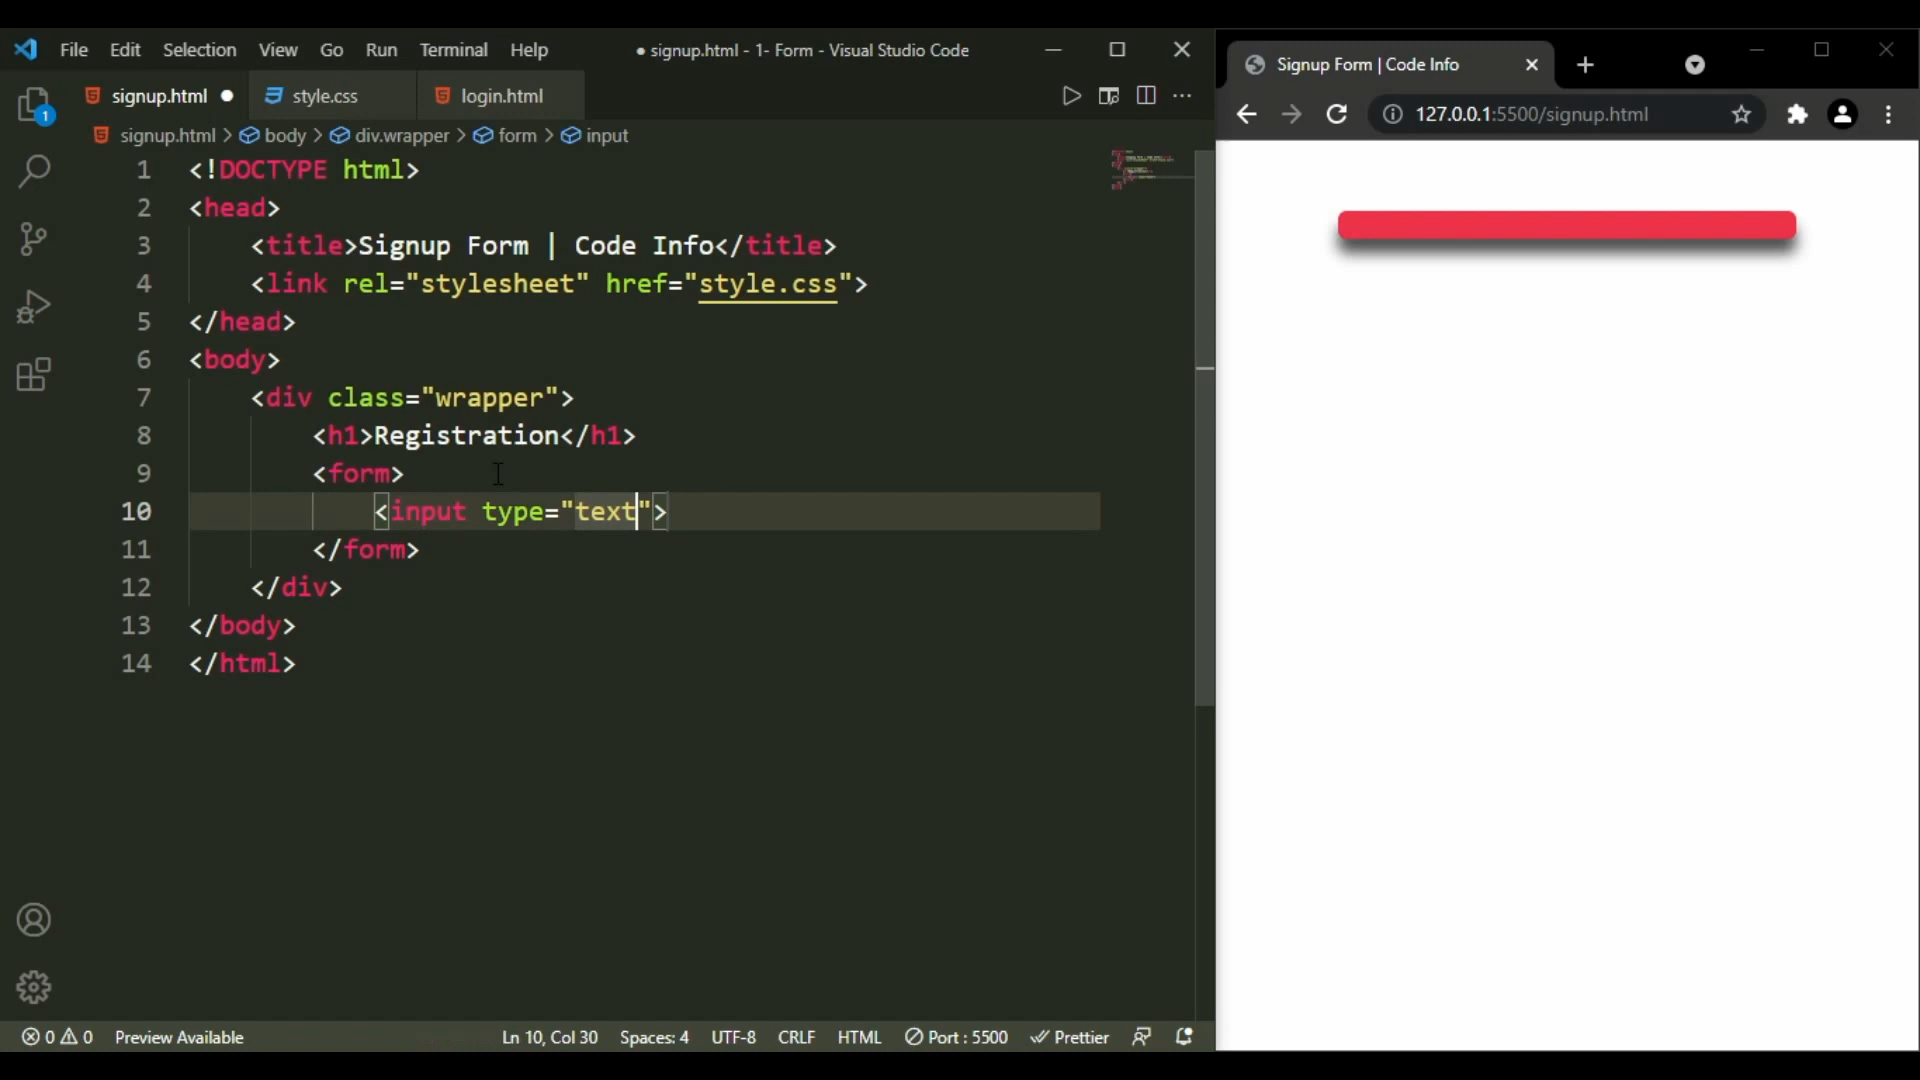 File Edit Selection View Go Run Terminal Help
● signup.html - 1- Form - Visual Studio Code
signup.html ● style.css login.html
signup.html > body > div.wrapper > form > input
1 <!DOCTYPE html>
2 <head>
3 <title>Signup Form | Code Info</title>
4 <link rel="stylesheet" href="style.css">
5 </head>
6 <body>
7 <div class="wrapper">
8 <h1>Registration</h1>
9 <form>
10 <input type="text">
11 </form>
12 </div>
13 </body>
14 </html>
1
0 0 Preview Available Ln 10, Col 30 Spaces: 4 UTF-8 CRLF HTML Port : 5500 Prettier
Signup Form | Code Info
127.0.0.1:5500/signup.html